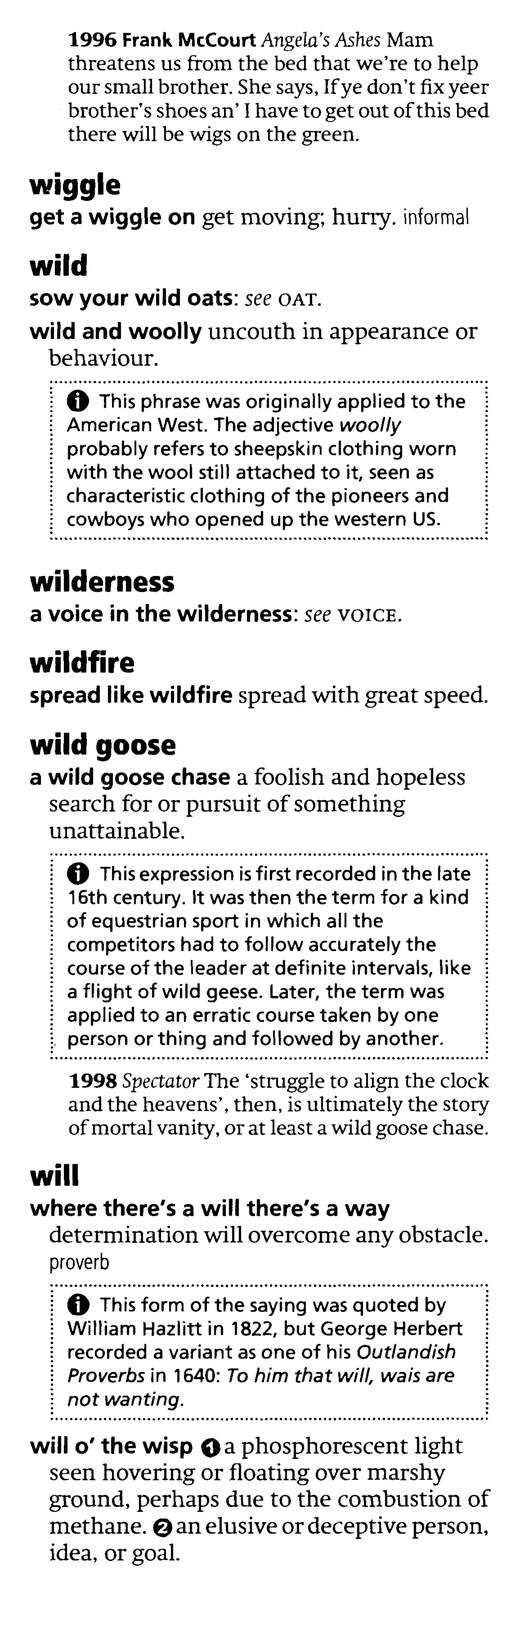 1996 Frank McCourt Angela's Ashes Mam
threatens us from the bed that we're to help
our small brother. She says, If ye don't fix yeer
brother's shoes an' I have to get out of this bed
there will be wigs on the green.
wiggle
get a wiggle on get moving; hurry. informal
wild
sow your wild oats: see OAT.
wild and woolly uncouth in appearance or
behaviour.
This phrase was originally applied to the
American West. The adjective woolly
probably refers to sheepskin clothing worn
with the wool still attached to it, seen as
characteristic clothing of the pioneers and
cowboys who opened up the western US.
wilderness
a voice in the wilderness: see VOICE.
wildfire
spread like wildfire spread with great speed.
wild goose
a wild goose chase a foolish and hopeless
search for or pursuit of something
unattainable.
This expression is first recorded in the late
16th century. It was then the term for a kind
of equestrian sport in which all the
competitors had to follow accurately the
course of the leader at definite intervals, like
a flight of wild geese. Later, the term was
applied to an erratic course taken by one
person or thing and followed by another.
1998 Spectator The 'struggle to align the clock
and the heavens', then, is ultimately the story
of mortal vanity, or at least a wild goose chase.
will
where there's a will there's a way
determination will overcome any obstacle.
proverb
This form of the saying was quoted by
William Hazlitt in 1822, but George Herbert
recorded a variant as one of his Outlandish
Proverbs in 1640: To him that will, wais are
not wanting.
will o' the wisp ❶ a phosphorescent light
seen hovering or floating over marshy
ground, perhaps due to the combustion of
methane. ❷ an elusive or deceptive person,
idea, or goal.